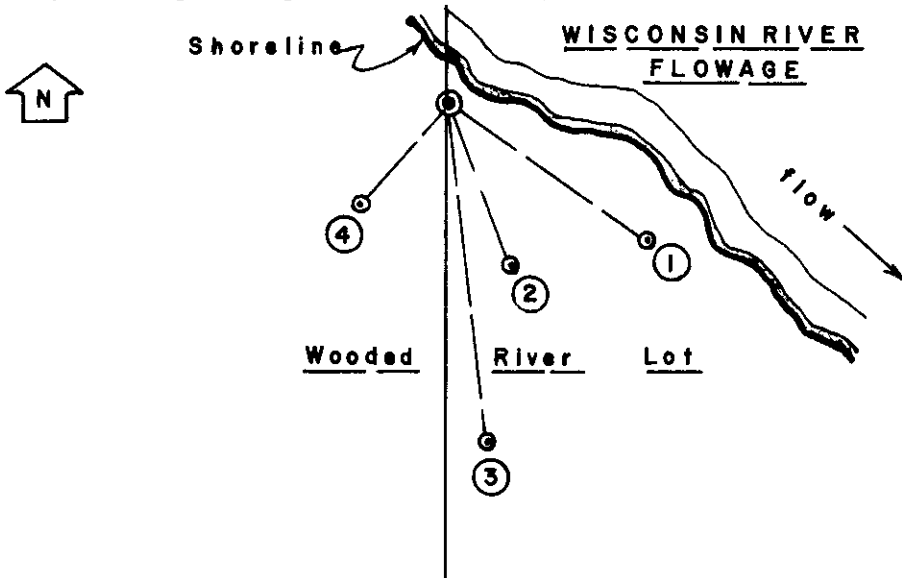 Shoreline
WISCONSIN RIVER
FLOWAGE
N
flow
4
1
2
Wooded River Lot
3